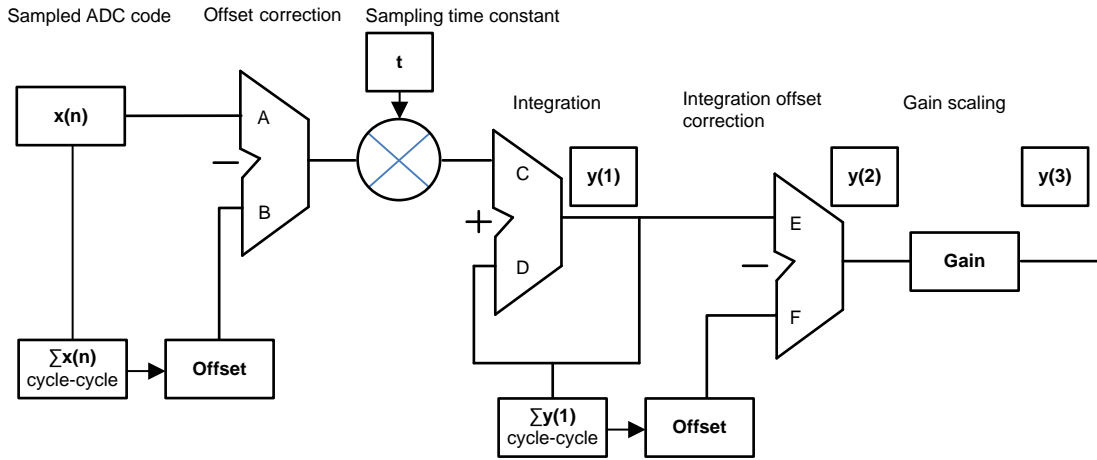 Sampled ADC code
Offset correction
Sampling time constant
t
x(n)
A
−
B
Integration
C
+
D
y(1)
Integration offset
correction
E
−
F
y(2)
Gain scaling
y(3)
Gain
∑x(n)
cycle-cycle
Offset
∑y(1)
cycle-cycle
Offset